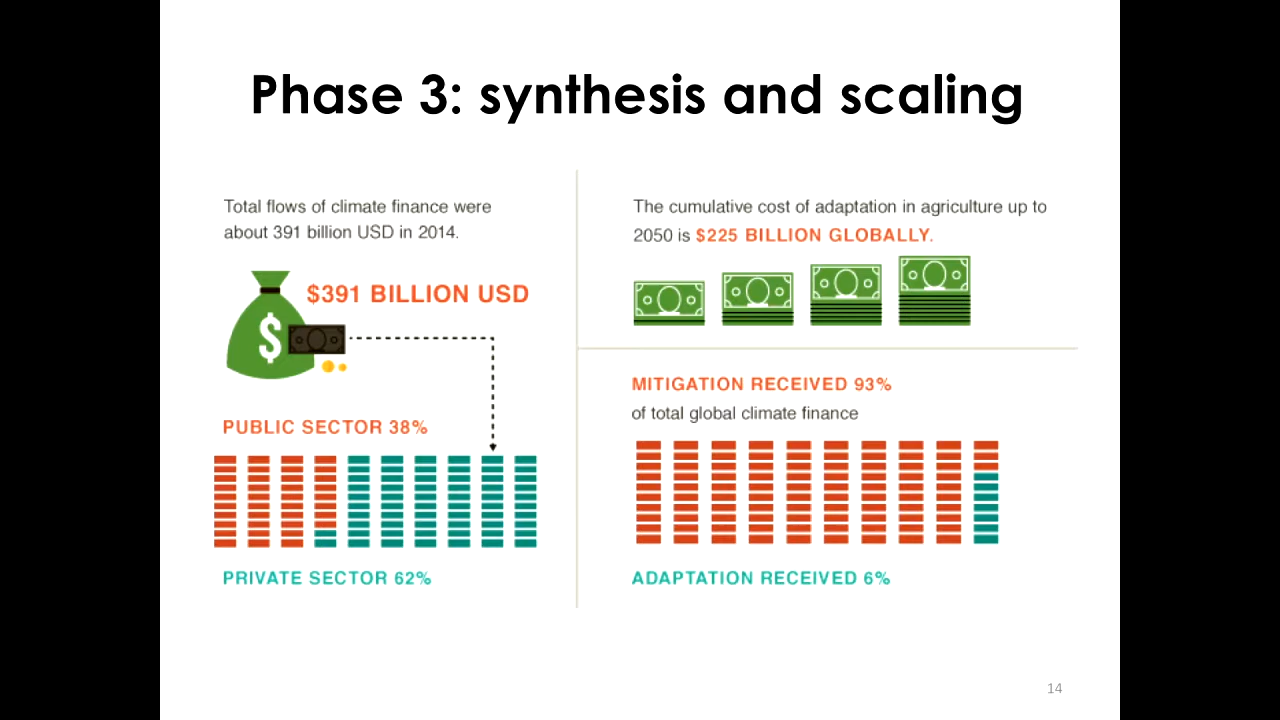 Phase 3: synthesis and scaling
Total flows of climate finance were
about 391 billion USD in 2014.
$391 BILLION USD
$
PUBLIC SECTOR 38%
PRIVATE SECTOR 62%
The cumulative cost of adaptation in agriculture up to
2050 is $225 BILLION GLOBALLY.
MITIGATION RECEIVED 93%
of total global climate finance
ADAPTATION RECEIVED 6%
14